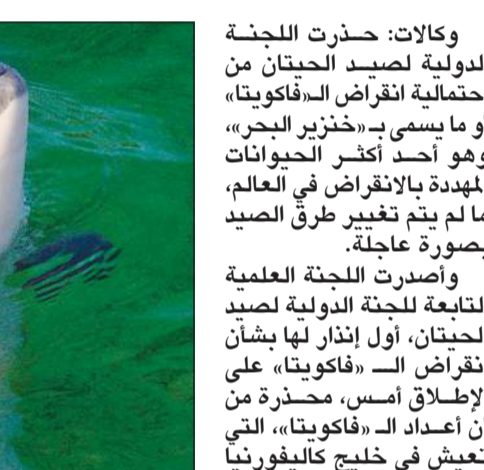 وكالات: حـذرت اللجنـة
الدولية لصيـد الحيتان من
احتمالية انقراض الـ«فاكويتا»
أو ما يسمى بـ«خنزير البحر»،
وهو أحـد أكثـر الحيوانات
المهددة بالانقراض في العالم،
ما لم يتم تغيير طرق الصيد
بصورة عاجلة.
وأصدرت اللجنة العلمية
التابعة للجنة الدولية لصيد
الحيتان، أول إنذار لها بشأن
انقراض الــ «فاكويتا» على
الإطـلاق أمـس، محـذرة من
أن أعـداد الـ «فاكويتا»، التي
تعيش في خليج كاليفورنيا